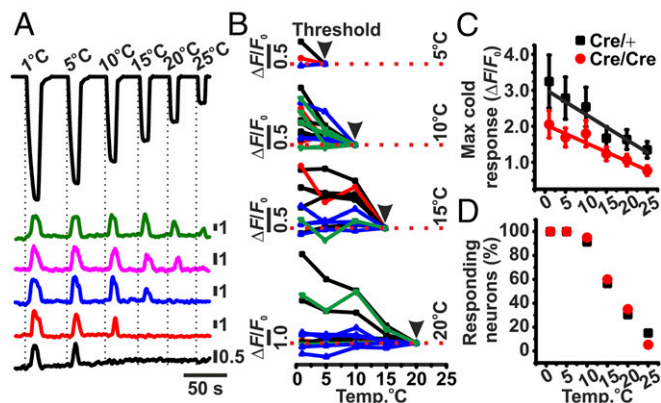 A
1°C 5°C 10°C 15°C 20°C 25°C
1
1
1
1
0.5
50 s
B
Threshold
ΔF/F₀
0.5
5°C
ΔF/F₀
0.5
10°C
ΔF/F₀
0.5
15°C
ΔF/F₀
1.0
20°C
0 5 10 15 20 25
Temp.°C
C
Max cold
response (ΔF/F₀)
4.0
3.0
2.0
1.0
Cre/+
Cre/Cre
0 5 10 15 20 25
D
Responding
neurons (%)
100
80
60
40
20
0
0 5 10 15 20 25
Temp.°C